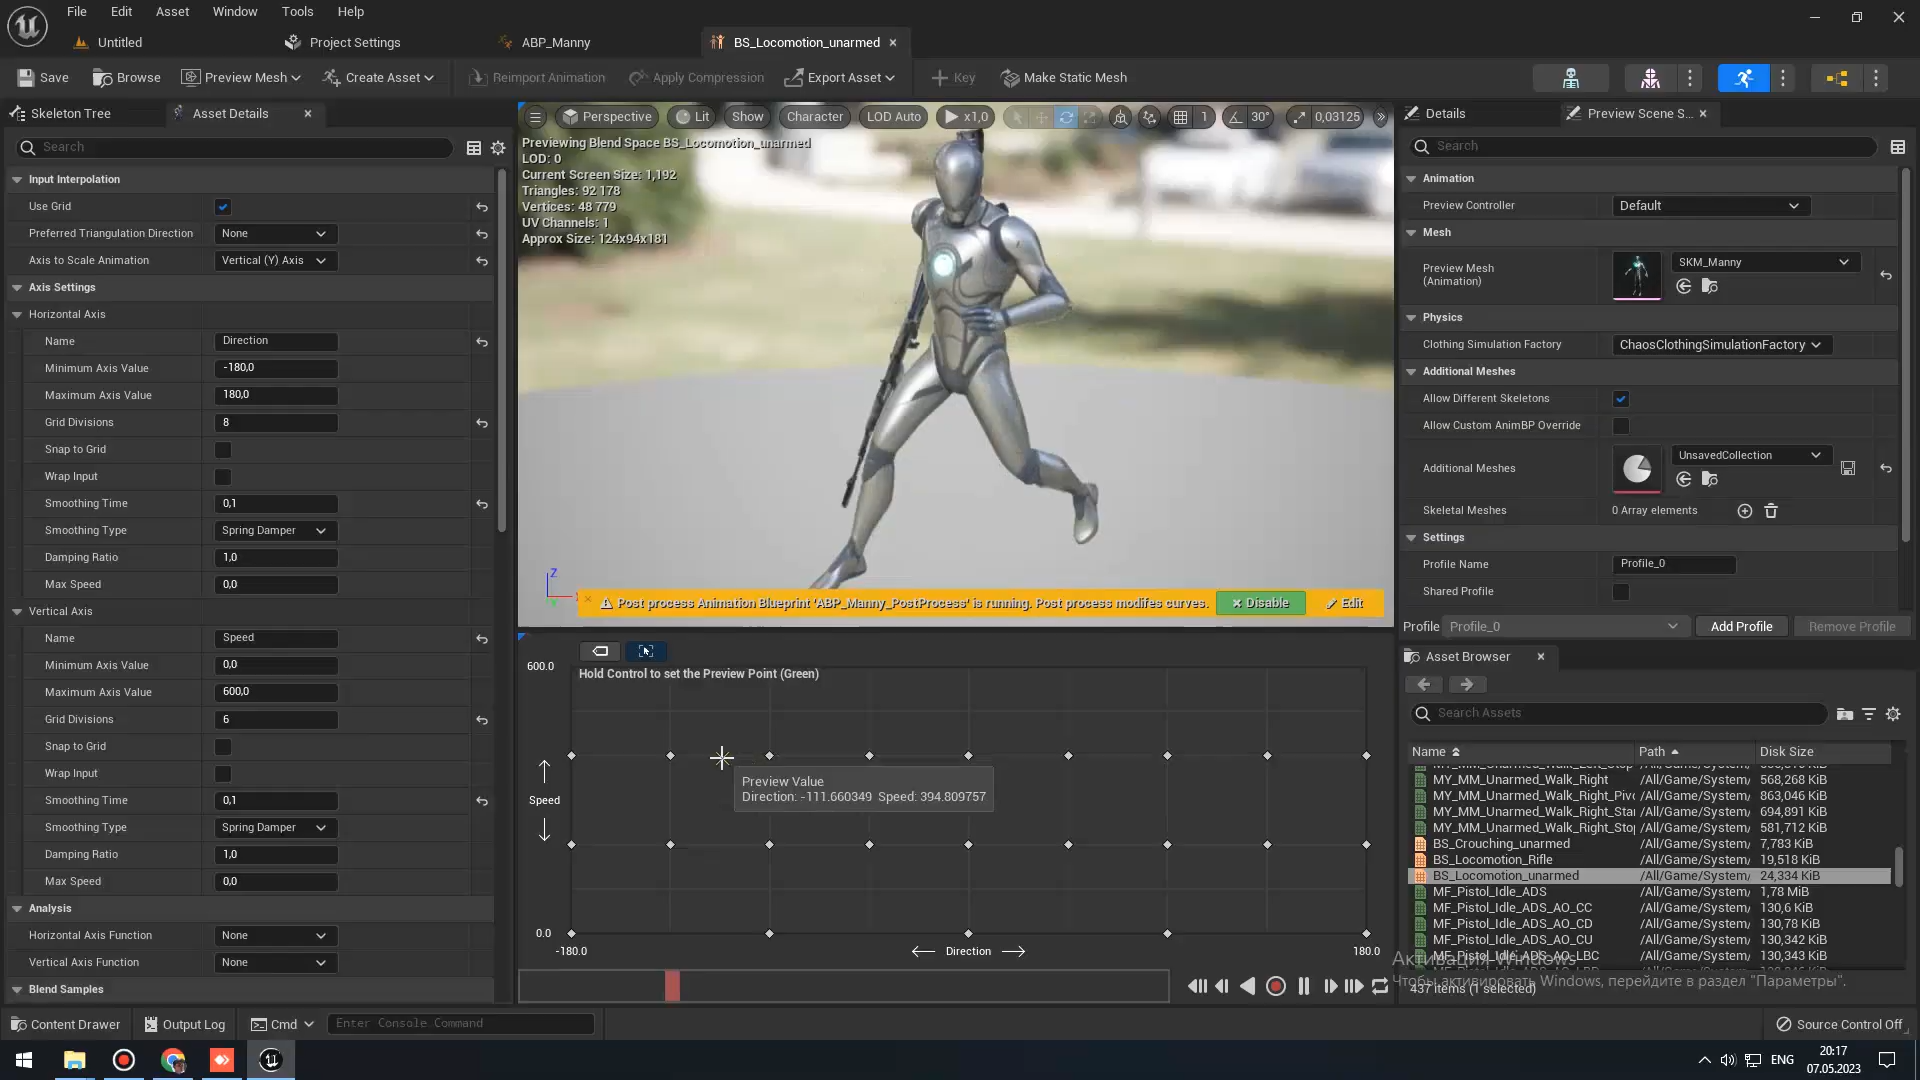 File Edit Asset Window Tools Help
Untitled Project Settings ABP_Manny BS_Locomotion_unarmed
Save Browse Preview Mesh Create Asset Reimport Animation Apply Compression Export Asset Key Make Static Mesh
Skeleton Tree Asset Details
Search
Input Interpolation
Use Grid
Preferred Triangulation Direction None
Axis to Scale Animation Vertical (Y) Axis
Axis Settings
Horizontal Axis
Name Direction
Minimum Axis Value -180,0
Maximum Axis Value 180,0
Grid Divisions 8
Snap to Grid
Wrap Input
Smoothing Time 0,1
Smoothing Type Spring Damper
Damping Ratio 1,0
Max Speed 0,0
Vertical Axis
Name Speed
Minimum Axis Value 0,0
Maximum Axis Value 600,0
Grid Divisions 6
Snap to Grid
Wrap Input
Smoothing Time 0,1
Smoothing Type Spring Damper
Damping Ratio 1,0
Max Speed 0,0
Analysis
Horizontal Axis Function None
Vertical Axis Function None
Blend Samples
Perspective Lit Show Character LOD Auto x1,0 1 30° 0,03125
Previewing Blend Space BS_Locomotion_unarmed
LOD: 0
Current Screen Size: 1,192
Triangles: 92 178
Vertices: 48 779
UV Channels: 1
Approx Size: 124x94x181
Z
Post process Animation Blueprint 'ABP_Manny_PostProcess' is running. Post process modifes curves. Disable Edit
600.0
Hold Control to set the Preview Point (Green)
Preview Value
Direction: -111.660349 Speed: 394.809757
Speed
0.0
-180.0 Direction 180.0
Details Preview Scene S...
Search
Animation
Preview Controller Default
Mesh
Preview Mesh
(Animation)
SKM_Manny
Physics
Clothing Simulation Factory ChaosClothingSimulationFactory
Additional Meshes
Allow Different Skeletons
Allow Custom AnimBP Override
Additional Meshes UnsavedCollection
Skeletal Meshes 0 Array elements
Settings
Profile Name Profile_0
Shared Profile
Profile Profile_0 Add Profile Remove Profile
Asset Browser
Search Assets
Name Path Disk Size
MY_MM_Unarmed_Walk_Right /All/Game/System/ 568,268 KiB
MY_MM_Unarmed_Walk_Right_Piv /All/Game/System/ 863,046 KiB
MY_MM_Unarmed_Walk_Right_Sta /All/Game/System/ 694,891 KiB
MY_MM_Unarmed_Walk_Right_Sto /All/Game/System/ 581,712 KiB
BS_Crouching_unarmed /All/Game/System/ 7,783 KiB
BS_Locomotion_Rifle /All/Game/System/ 19,518 KiB
BS_Locomotion_unarmed /All/Game/System/ 24,334 KiB
MF_Pistol_Idle_ADS /All/Game/System/ 1,78 MiB
MF_Pistol_Idle_ADS_AO_CC /All/Game/System/ 130,6 KiB
MF_Pistol_Idle_ADS_AO_CD /All/Game/System/ 130,78 KiB
MF_Pistol_Idle_ADS_AO_CU /All/Game/System/ 130,342 KiB
MF_Pistol_Idle_ADS_AO_LBC /All/Game/System/ 130,343 KiB
Активация Windows
Чтобы активировать Windows, перейдите в раздел "Параметры".
437 items (1 selected)
Content Drawer Output Log Cmd Enter Console Command Source Control Off
ENG 20:17
07.05.2023